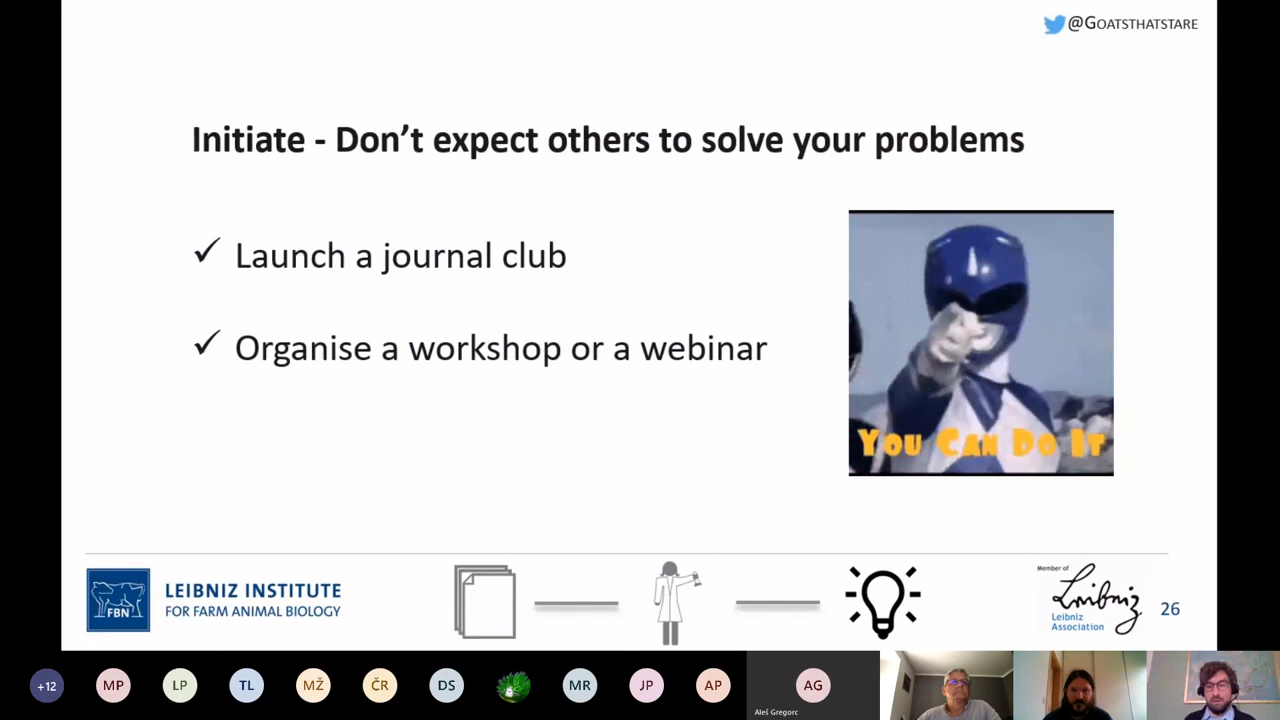 @GOATSTHATSTARE
Initiate - Don't expect others to solve your problems
✓ Launch a journal club
✓ Organise a workshop or a webinar
YOU CAN DO IT
FBN
LEIBNIZ INSTITUTE
FOR FARM ANIMAL BIOLOGY
Member of
Leibniz
Leibniz
Association
26
+12
MP
LP
TL
MŽ
ČR
DS
MR
JP
AP
AG
Aleš Gregorc